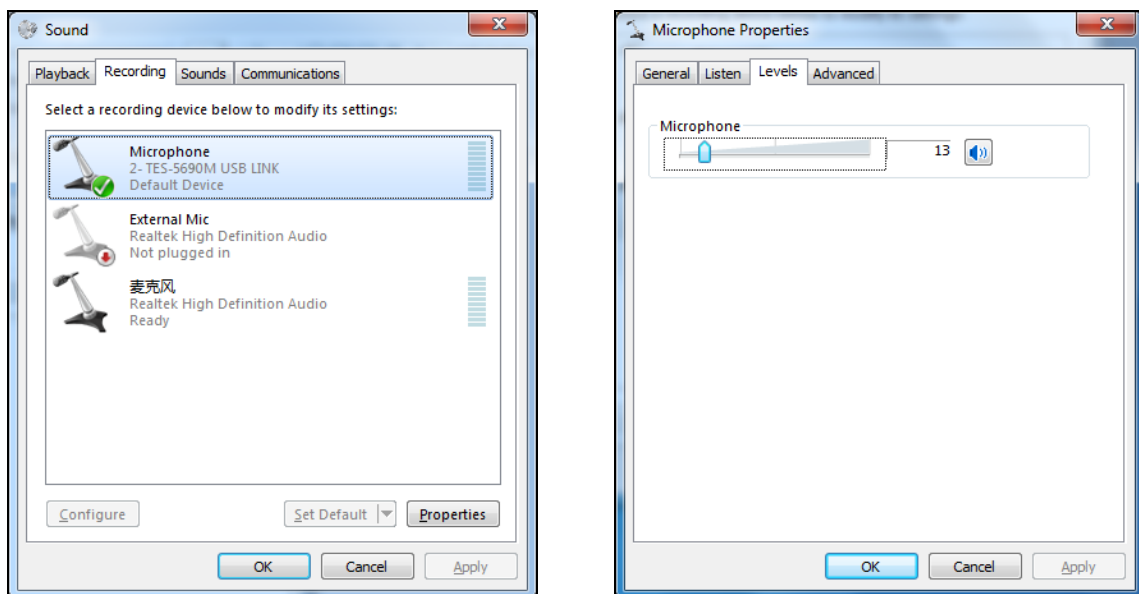 Sound
Playback Recording Sounds Communications
Select a recording device below to modify its settings:
Microphone
2- TES-5690M USB LINK
Default Device
External Mic
Realtek High Definition Audio
Not plugged in
麦克风
Realtek High Definition Audio
Ready
Configure Set Default Properties
OK Cancel Apply
Microphone Properties
General Listen Levels Advanced
Microphone
13
OK Cancel Apply